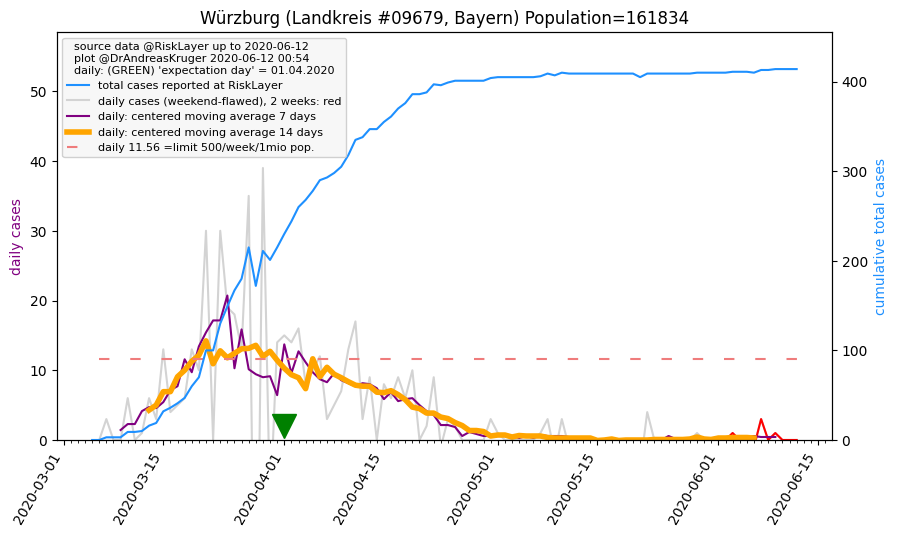 Würzburg (Landkreis #09679, Bayern) Population=161834
source data @RiskLayer up to 2020-06-12
plot @DrAndreasKruger 2020-06-12 00:54
daily: (GREEN) 'expectation day' = 01.04.2020
total cases reported at RiskLayer
daily cases (weekend-flawed), 2 weeks: red
daily: centered moving average 7 days
daily: centered moving average 14 days
daily 11.56 =limit 500/week/1mio pop.
daily cases
50
40
30
20
10
0
cumulative total cases
400
300
200
100
0
2020-03-01
2020-03-15
2020-04-01
2020-04-15
2020-05-01
2020-05-15
2020-06-01
2020-06-15